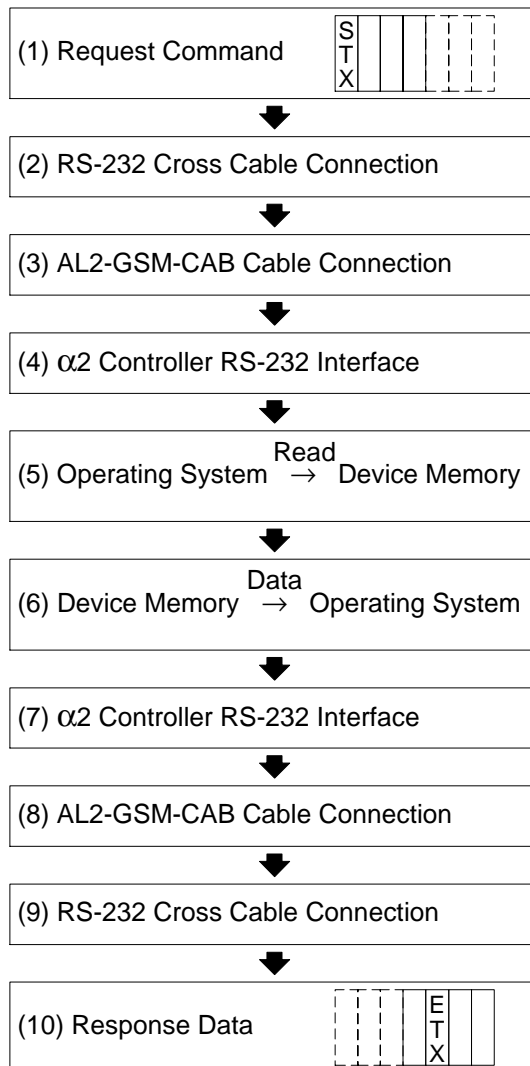 (1) Request Command
S
T
X
(2) RS-232 Cross Cable Connection
(3) AL2-GSM-CAB Cable Connection
(4) α2 Controller RS-232 Interface
Read
(5) Operating System → Device Memory
Data
(6) Device Memory → Operating System
(7) α2 Controller RS-232 Interface
(8) AL2-GSM-CAB Cable Connection
(9) RS-232 Cross Cable Connection
(10) Response Data
E
T
X